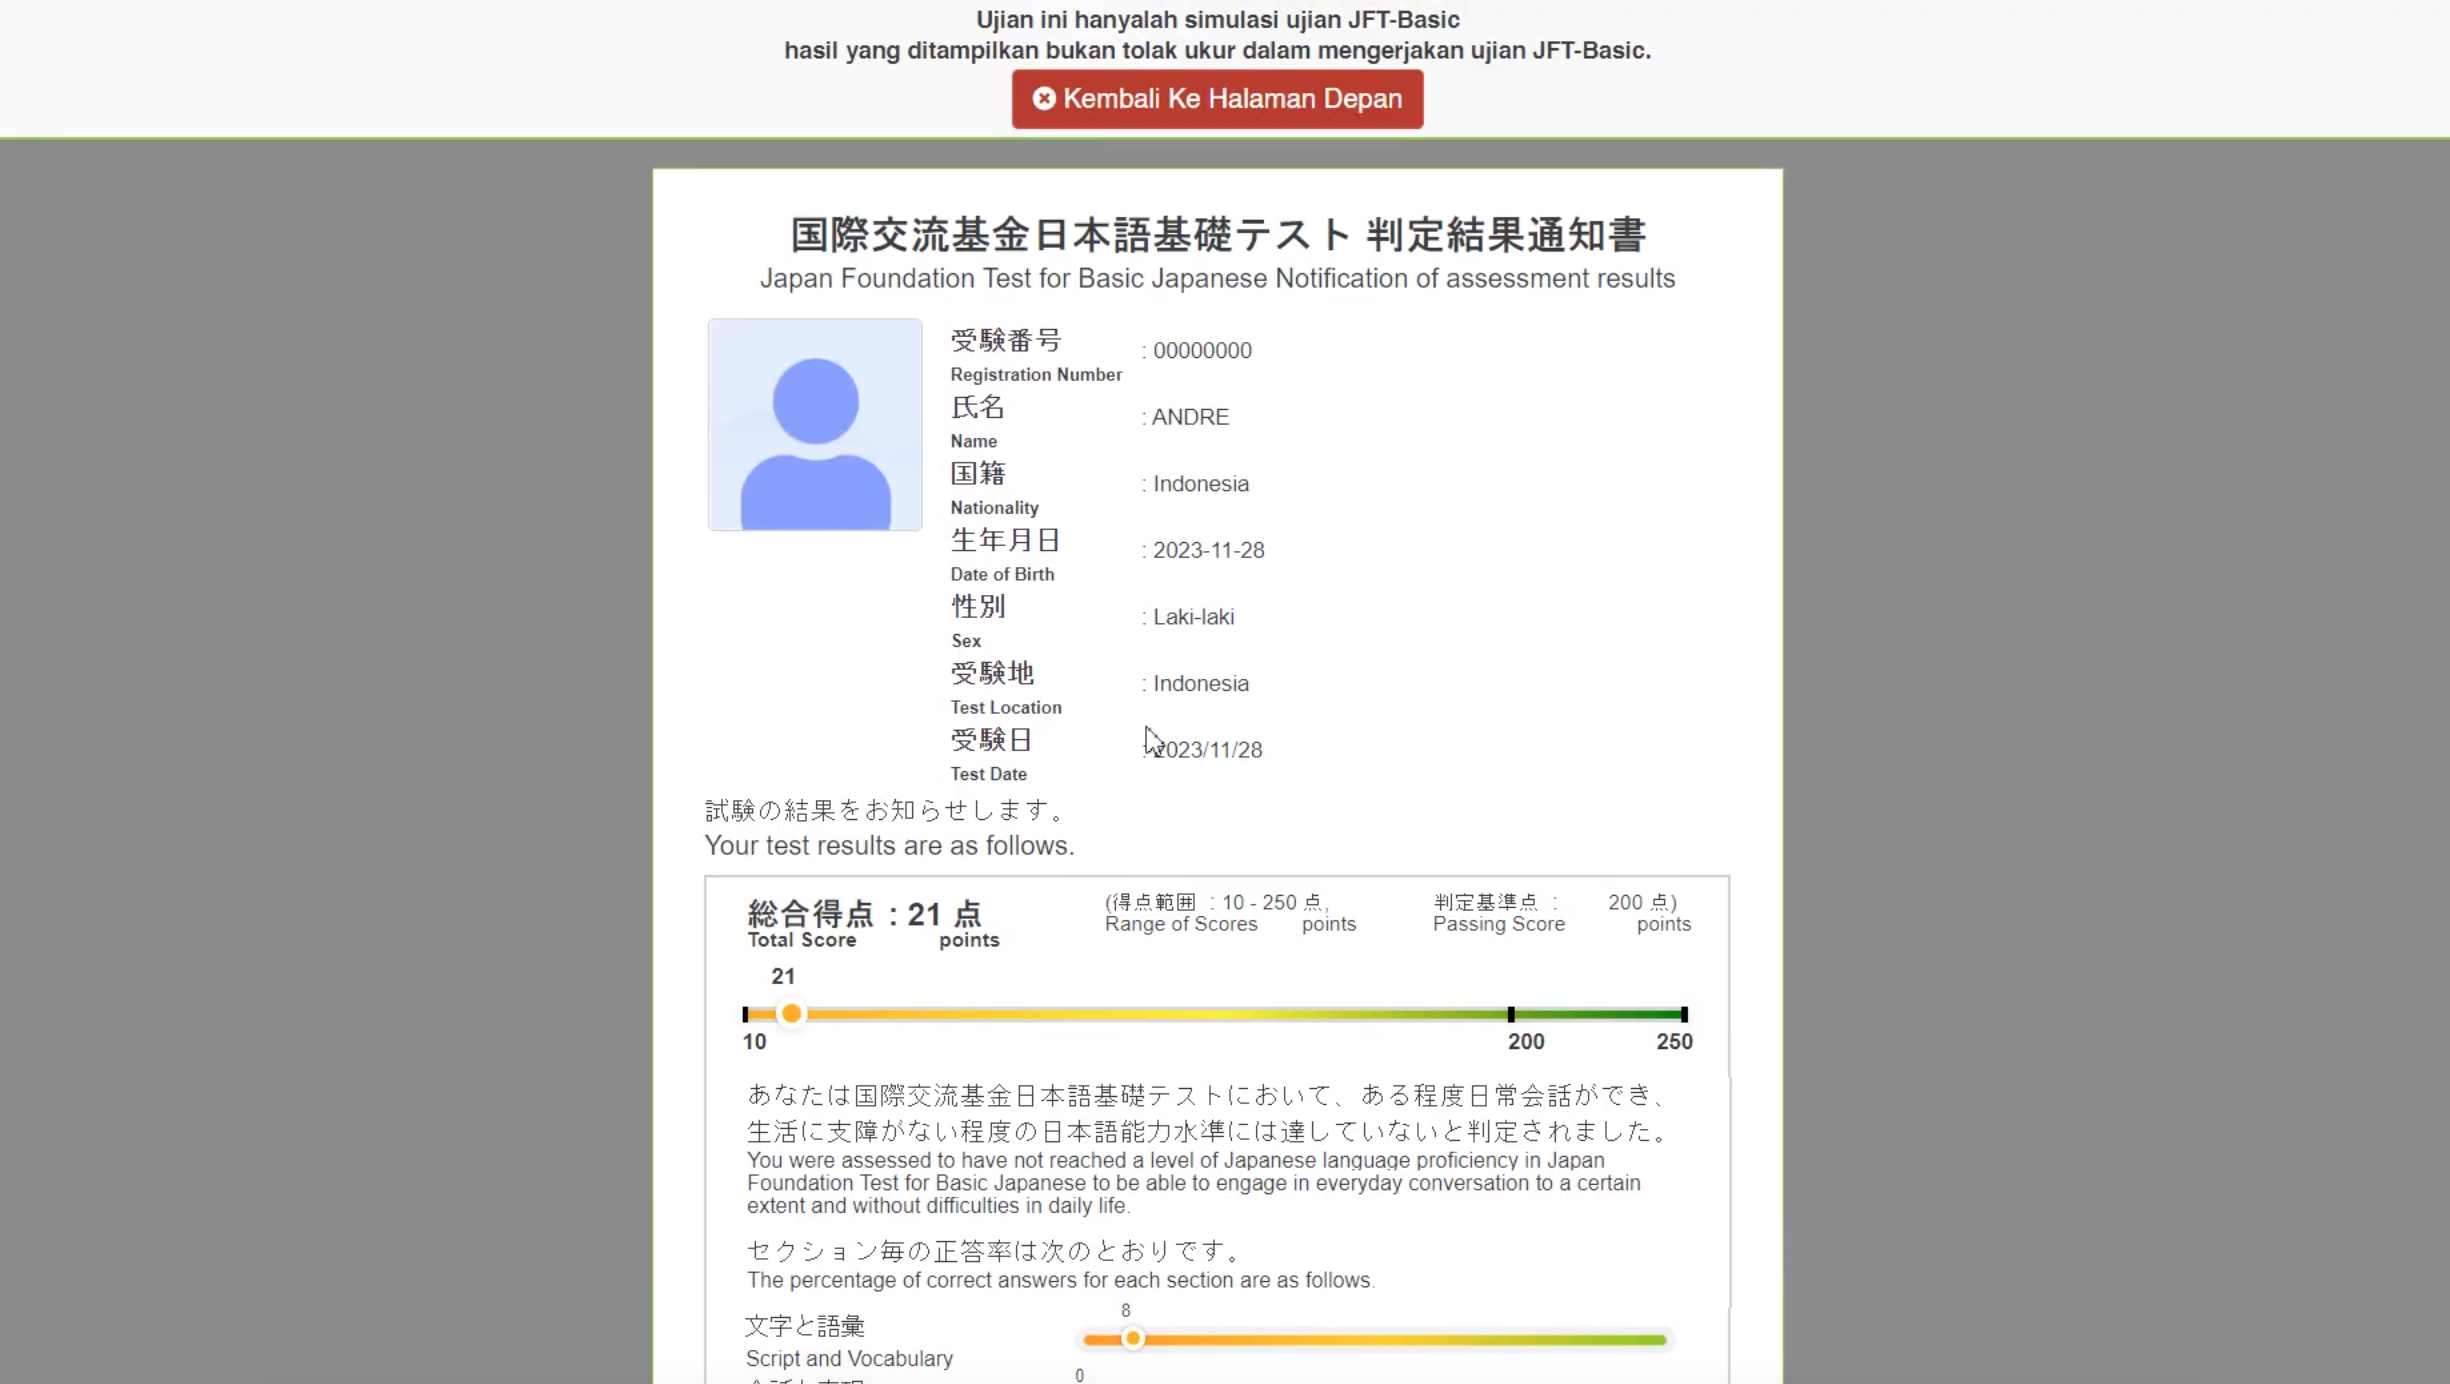 Ujian ini hanyalah simulasi ujian JFT-Basic
hasil yang ditampilkan bukan tolak ukur dalam mengerjakan ujian JFT-Basic.
Kembali Ke Halaman Depan
国際交流基金日本語基礎テスト 判定結果通知書
Japan Foundation Test for Basic Japanese Notification of assessment results
受験番号
: 00000000
Registration Number
氏名
: ANDRE
Name
国籍
: Indonesia
Nationality
生年月日
: 2023-11-28
Date of Birth
性別
: Laki-laki
Sex
受験地
: Indonesia
Test Location
受験日
: 2023/11/28
Test Date
試験の結果をお知らせします。
Your test results are as follows.
総合得点 : 21 点 (得点範囲 : 10 - 250 点, 判定基準点 : 200 点)
Total Score points Range of Scores points Passing Score points
21
10 200 250
あなたは国際交流基金日本語基礎テストにおいて、ある程度日常会話ができ、
生活に支障がない程度の日本語能力水準には達していないと判定されました。
You were assessed to have not reached a level of Japanese language proficiency in Japan
Foundation Test for Basic Japanese to be able to engage in everyday conversation to a certain
extent and without difficulties in daily life.
セクション毎の正答率は次のとおりです。
The percentage of correct answers for each section are as follows.
8
文字と語彙
Script and Vocabulary
0